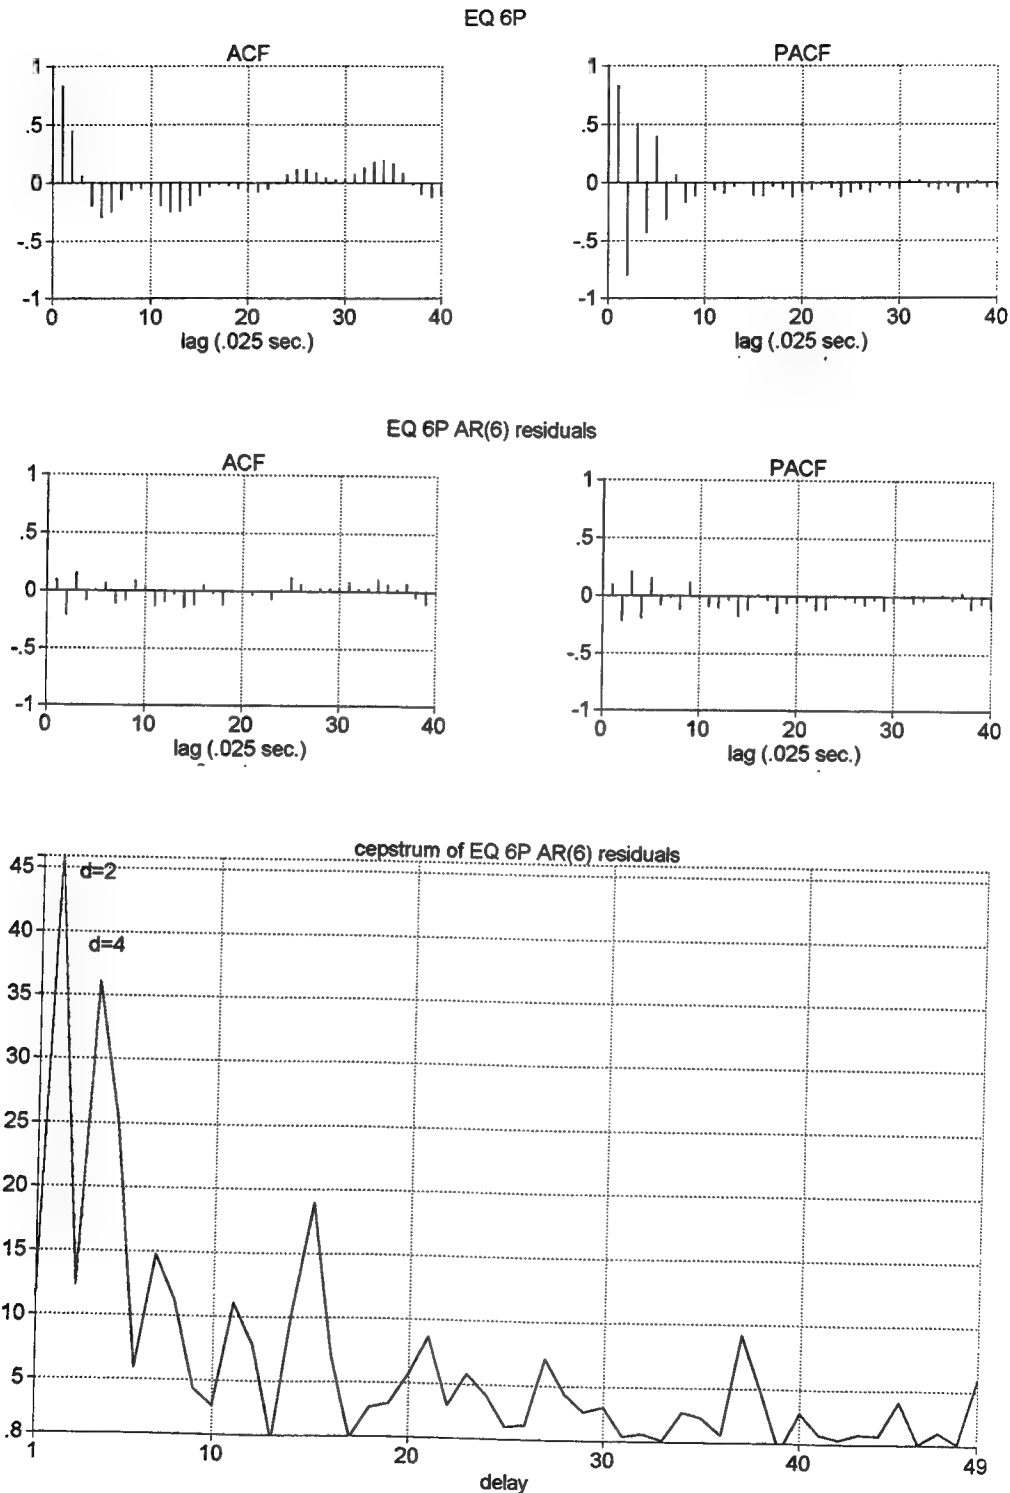 EQ 6P
ACF
PACF
1
.5
0
-.5
-1
0 10 20 30 40
lag (.025 sec.)
1
.5
0
-.5
-1
0 10 20 30 40
lag (.025 sec.)
EQ 6P AR(6) residuals
ACF
PACF
1
.5
0
-.5
-1
0 10 20 30 40
lag (.025 sec.)
1
.5
0
-.5
-1
0 10 20 30 40
lag (.025 sec.)
cepstrum of EQ 6P AR(6) residuals
d=2
d=4
45
40
35
30
25
20
15
10
5
.8
1 10 20 30 40 49
delay